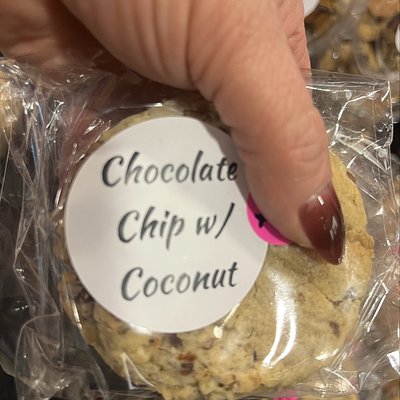 Chocolate
Chip w/
Coconut